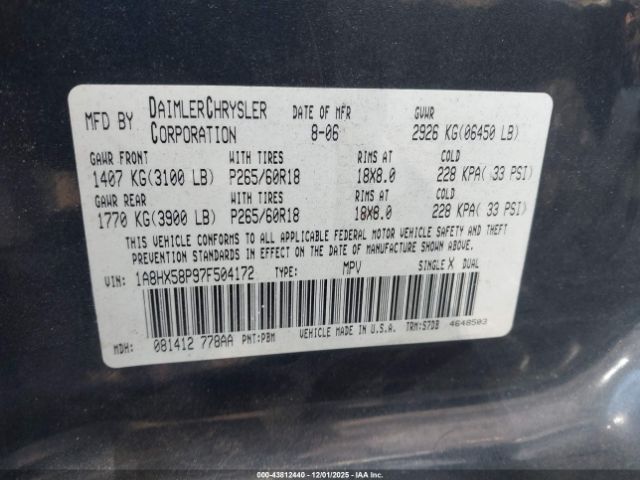 MFD BY DAIMLERCHRYSLER CORPORATION DATE OF MFR 8-06 GVWR 2926 KG(06450 LB)
GAWR FRONT WITH TIRES RIMS AT COLD
1407 KG(3100 LB) P265/60R18 18X8.0 228 KPA( 33 PSI)
GAWR REAR WITH TIRES RIMS AT COLD
1770 KG(3900 LB) P265/60R18 18X8.0 228 KPA( 33 PSI)
THIS VEHICLE CONFORMS TO ALL APPLICABLE FEDERAL MOTOR VEHICLE SAFETY, BUMPER, AND THEFT
PREVENTION STANDARDS IN EFFECT ON THE DATE OF MANUFACTURE SHOWN ABOVE.
VIN: 1A8HX58P97F504172 TYPE: MPV SINGLE X DUAL
MDH: 081412 778AA PNT:PBM VEHICLE MADE IN U.S.A. TRM:S7DB 4648503
000-43812440 - 12/01/2025 - IAA Inc.